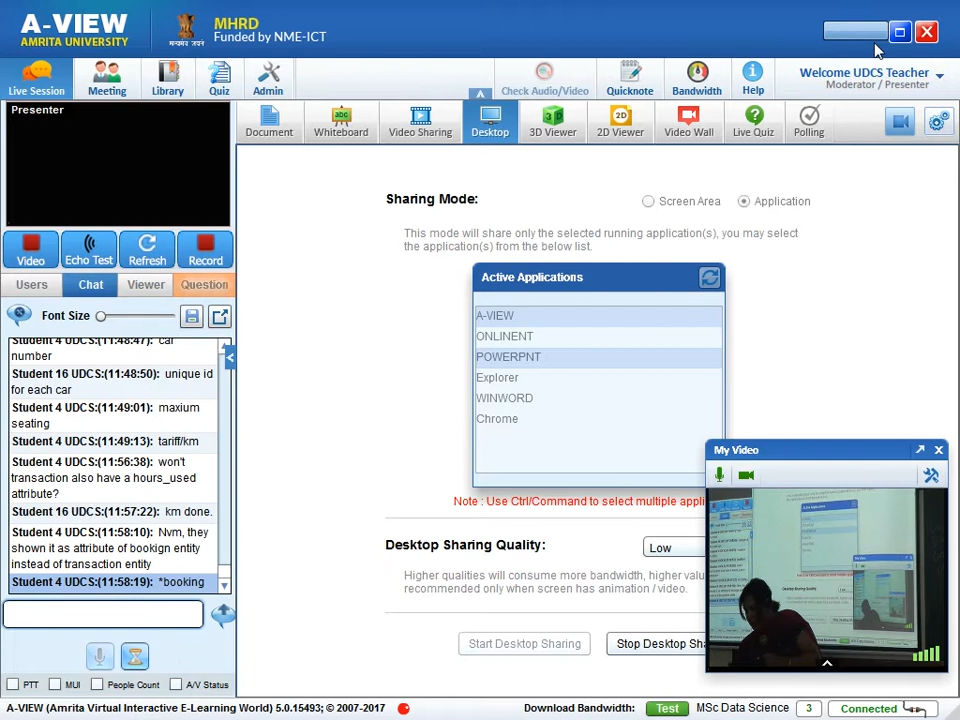 A-VIEW
AMRITA UNIVERSITY
MHRD
Funded by NME-ICT
Live Session
Meeting
Library
Quiz
Admin
Check Audio/Video
Quicknote
Bandwidth
Help
Welcome UDCS Teacher
Moderator / Presenter
Presenter
Document
Whiteboard
Video Sharing
Desktop
3D Viewer
2D Viewer
Video Wall
Live Quiz
Polling
Sharing Mode:
Screen Area
Application
This mode will share only the selected running application(s), you may select
the application(s) from the below list.
Active Applications
A-VIEW
ONLINENT
POWERPNT
Explorer
WINWORD
Chrome
Note : Use Ctrl/Command to select multiple appli
Desktop Sharing Quality:
Low
Higher qualities will consume more bandwidth, higher valu
recommended only when screen has animation / video.
Start Desktop Sharing
Stop Desktop Sha
My Video
Video
Echo Test
Refresh
Record
Users
Chat
Viewer
Question
Font Size
Student 4 UDCS:(11:48:47): car
number
Student 16 UDCS:(11:48:50): unique id
for each car
Student 4 UDCS:(11:49:01): maxium
seating
Student 4 UDCS:(11:49:13): tariff/km
Student 4 UDCS:(11:56:38): won't
transaction also have a hours_used
attribute?
Student 16 UDCS:(11:57:22): km done.
Student 4 UDCS:(11:58:10): Nvm, they
shown it as attribute of bookign entity
instead of transaction entity
Student 4 UDCS:(11:58:19): *booking
PTT
MUI
People Count
A/V Status
A-VIEW (Amrita Virtual Interactive E-Learning World) 5.0.15493; © 2007-2017
Download Bandwidth:
Test
MSc Data Science
3
Connected